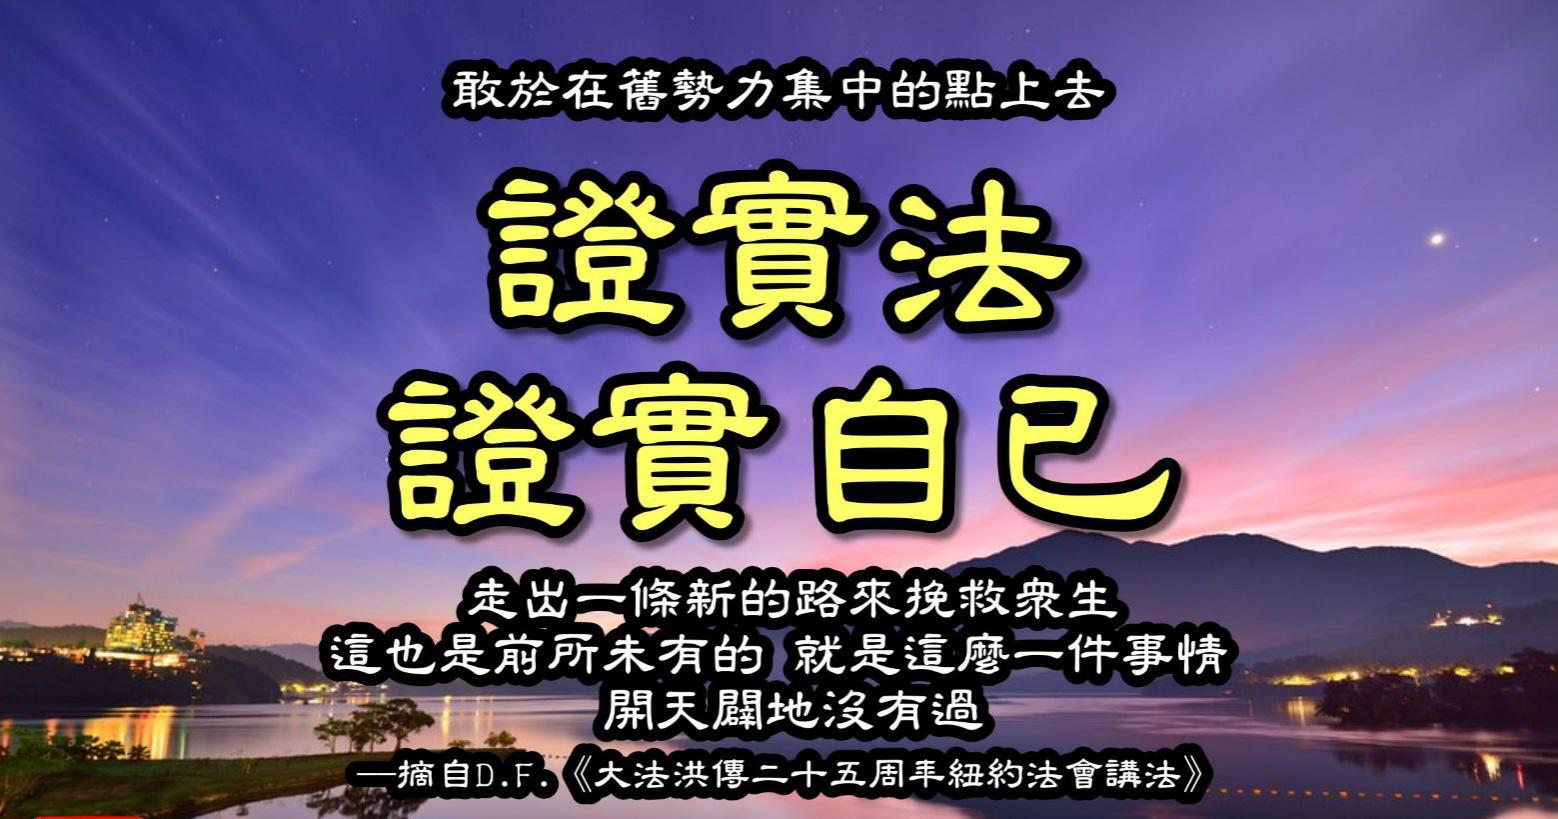 敢於在舊勢力集中的點上去
證實法
證實自己
走出一條新的路來挽救衆生
這也是前所未有的 就是這麼一件事情
開天闢地沒有過
—摘自D.F.《大法洪傳二十五周年紐約法會講法》